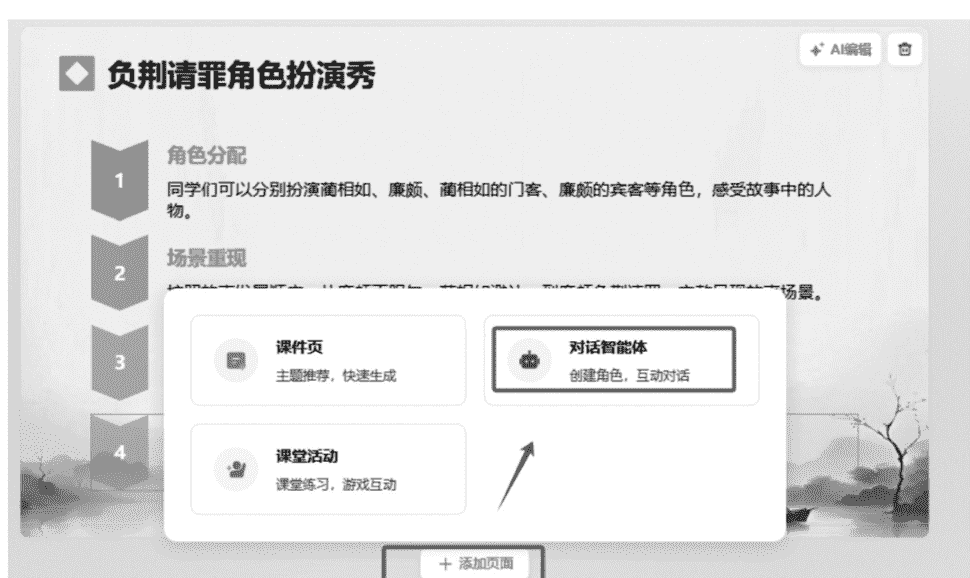 AI编辑
负荆请罪角色扮演秀
1
角色分配
同学们可以分别扮演蔺相如、廉颇、蔺相如的门客、廉颇的宾客等角色，感受故事中的人
物。
2
场景重现
场景。
3
课件页
主题推荐，快速生成
对话智能体
创建角色，互动对话
4
课堂活动
课堂练习，游戏互动
＋ 添加页面